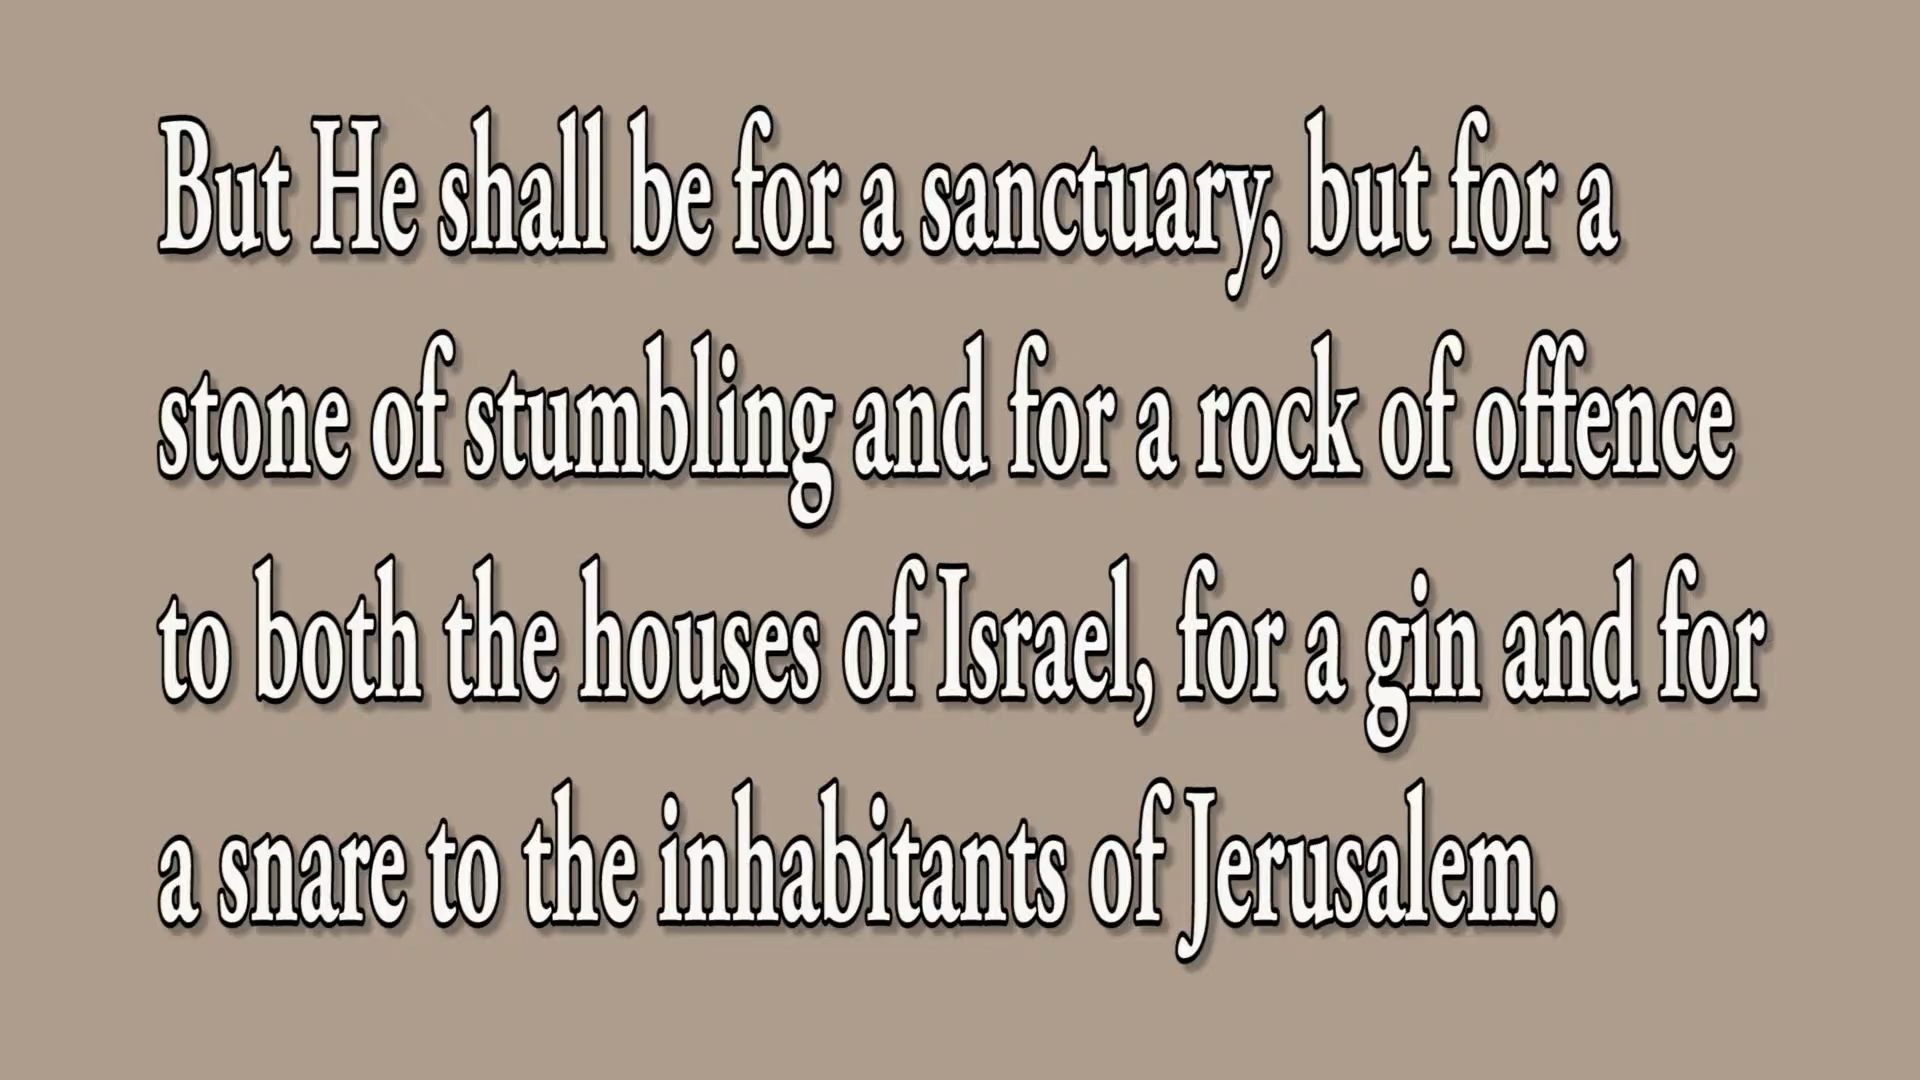 But He shall be for a sanctuary, but for a
stone of stumbling and for a rock of offence
to both the houses of Israel, for a gin and for
a snare to the inhabitants of Jerusalem.